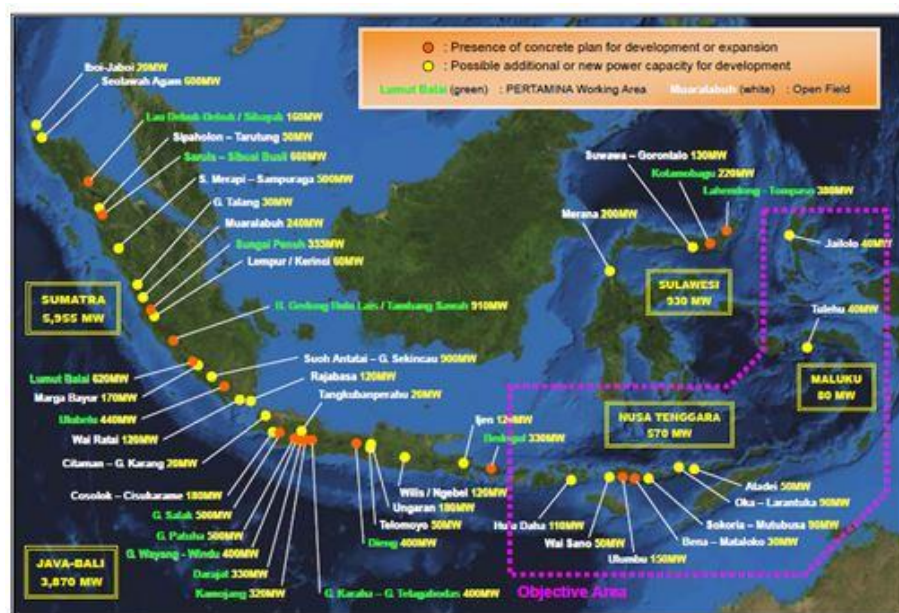 : Presence of concrete plan for development or expansion
: Possible additional or new power capacity for development
Lumut Balai (green) : PERTAMINA Working Area Muaralabuh (white) : Open Field
Iboi-Jaboi 20MW
Seulawah Agam 600MW
Lau Debuk-Debuk / Sibayak 160MW
Sipaholon – Tarutung 30MW
Sarula – Sibual Buali 660MW
S. Merapi – Sampuraga 500MW
G. Talang 30MW
Muaralabuh 240MW
Sungai Penuh 355MW
Lempur / Kerinci 60MW
B. Gedung Hulu Lais / Tambang Sawah 910MW
SUMATRA
5,955 MW
Suoh Antatai – G. Sekincau 900MW
Rajabasa 120MW
Tangkubanperahu 20MW
Lumut Balai 620MW
Marga Bayur 170MW
Ulubelu 440MW
Wai Ratai 120MW
Citaman – G. Karang 20MW
Cosolok – Cisukarame 180MW
G. Salak 500MW
G. Patuha 500MW
G. Wayang - Windu 400MW
Darajat 330MW
Kamojang 320MW
G. Karaha – G. Telagabodas 400MW
JAVA-BALI
3,870 MW
Dieng 400MW
Telomoyo 50MW
Ungaran 180MW
Wilis / Ngebel 120MW
Ijen 120MW
Bedugul 330MW
Suwawa – Gorontalo 130MW
Kotamobagu 220MW
Lahendong - Tompaso 380MW
Merana 200MW
SULAWESI
930 MW
Jailolo 40MW
Tulehu 40MW
MALUKU
80 MW
NUSA TENGGARA
570 MW
Hu'u Daha 110MW
Wai Sano 50MW
Ulumbu 150MW
Bena – Mataloko 30MW
Sokoria – Mutubusa 90MW
Oka – Larantuka 90MW
Atadei 50MW
Objective Area